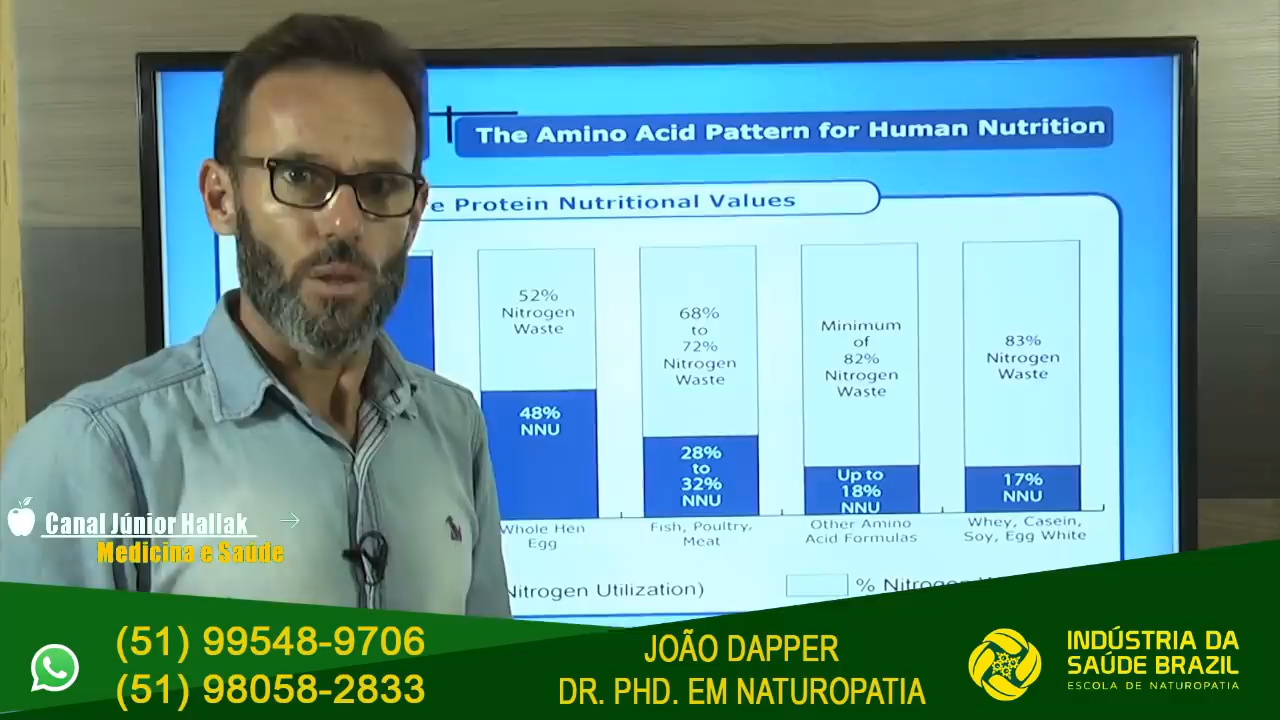 The Amino Acid Pattern for Human Nutrition
Protein Nutritional Values
52%
Nitrogen
Waste
48%
NNU
Whole Hen
Egg
68%
to
72%
Nitrogen
Waste
28%
to
32%
NNU
Fish, Poultry,
Meat
Minimum
of
82%
Nitrogen
Waste
Up to
18%
NNU
Other Amino
Acid Formulas
83%
Nitrogen
Waste
17%
NNU
Whey, Casein,
Soy, Egg White
Nitrogen Utilization)
% Nitrogen
Canal Júnior Hallak
Medicina e Saúde
(51) 99548-9706
(51) 98058-2833
JOÃO DAPPER
DR. PHD. EM NATUROPATIA
INDÚSTRIA DA
SAÚDE BRAZIL
ESCOLA DE NATUROPATIA